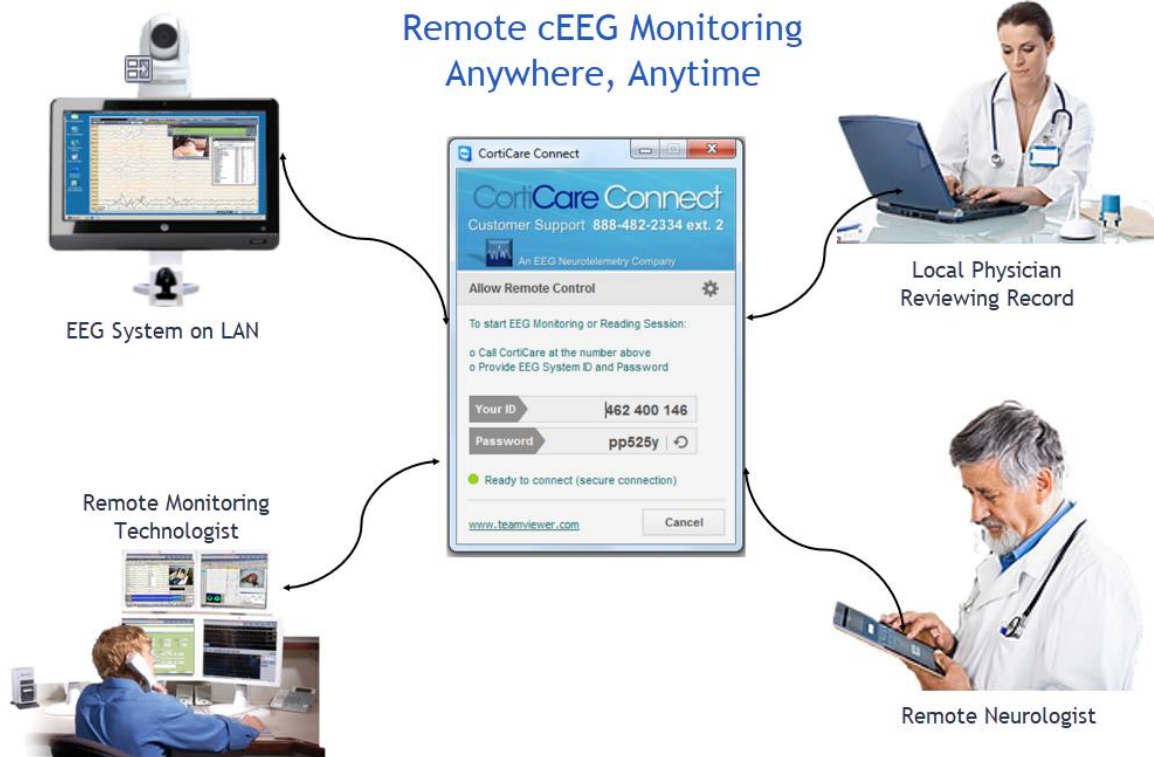 Remote cEEG Monitoring
Anywhere, Anytime
EEG System on LAN
CortiCare Connect
CortiCare Connect
Customer Support 888-482-2334 ext. 2
An EEG Neurotelemetry Company
Allow Remote Control
To start EEG Monitoring or Reading Session:
o Call CortiCare at the number above
o Provide EEG System ID and Password
Your ID 462 400 146
Password pp525y
Ready to connect (secure connection)
www.teamviewer.com Cancel
Local Physician
Reviewing Record
Remote Monitoring
Technologist
Remote Neurologist